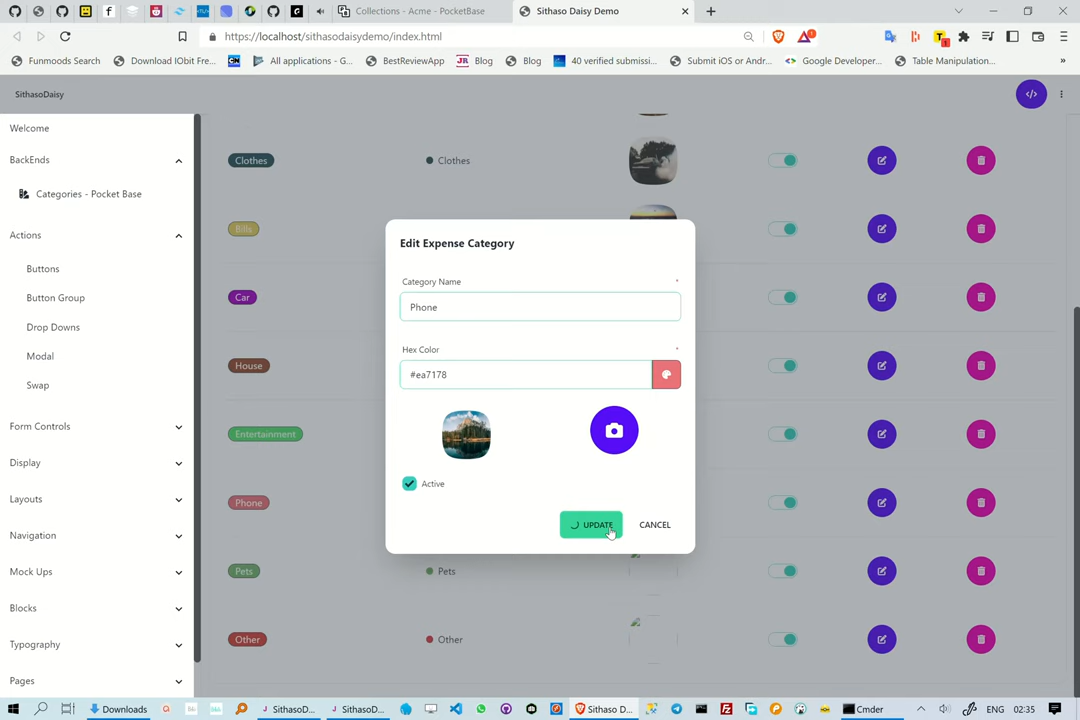 Collections - Acme - PocketBase
Sithaso Daisy Demo
https://localhost/sithasodaisydemo/index.html
Funmoods Search
Download IObit Fre...
All applications - G...
BestReviewApp
JR Blog
Blog
40 verified submissi...
Submit iOS or Andr...
Google Developer...
Table Manipulation...
»
SithasoDaisy
Welcome
BackEnds
Categories - Pocket Base
Actions
Buttons
Button Group
Drop Downs
Modal
Swap
Form Controls
Display
Layouts
Navigation
Mock Ups
Blocks
Typography
Pages
Clothes
Clothes
Bills
Car
House
Entertainment
Phone
Pets
Pets
Other
Other
Edit Expense Category
Category Name *
Phone
Hex Color *
#ea7178
Active
UPDATE
CANCEL
Downloads
SithasoD...
SithasoD...
Sithaso D...
Cmder
ENG
02:35